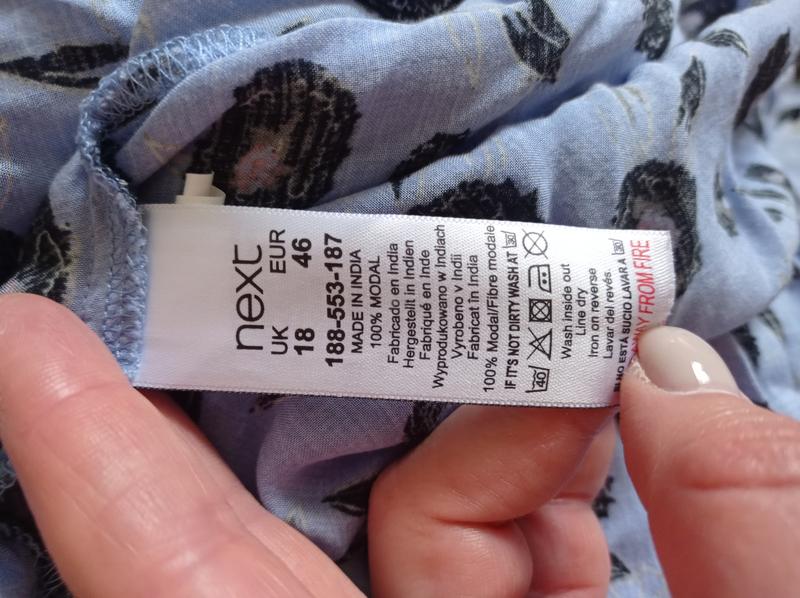 next
UK EUR
18 46
188-553-187
MADE IN INDIA
100% MODAL
Fabricado en India
Hergestellt in Indien
Fabriqué en Inde
Wyprodukowano w Indiach
Vyrobeno v Indii
Fabricat în India
100% Modal/Fibre modale
IF IT'S NOT DIRTY WASH AT 30
40
Wash inside out
Line dry
Iron on reverse
Lavar del revés.
SI NO ESTÁ SUCIO LAVAR A 30
AWAY FROM FIRE